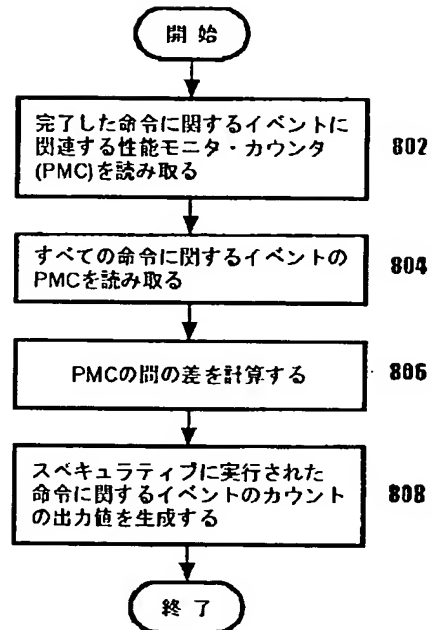 開始
完了した命令に関するイベントに
関連する性能モニタ・カウンタ
(PMC)を読み取る
802
すべての命令に関するイベントの
PMCを読み取る
804
PMCの間の差を計算する
806
スペキュラティブに実行された
命令に関するイベントのカウント
の出力値を生成する
808
終了